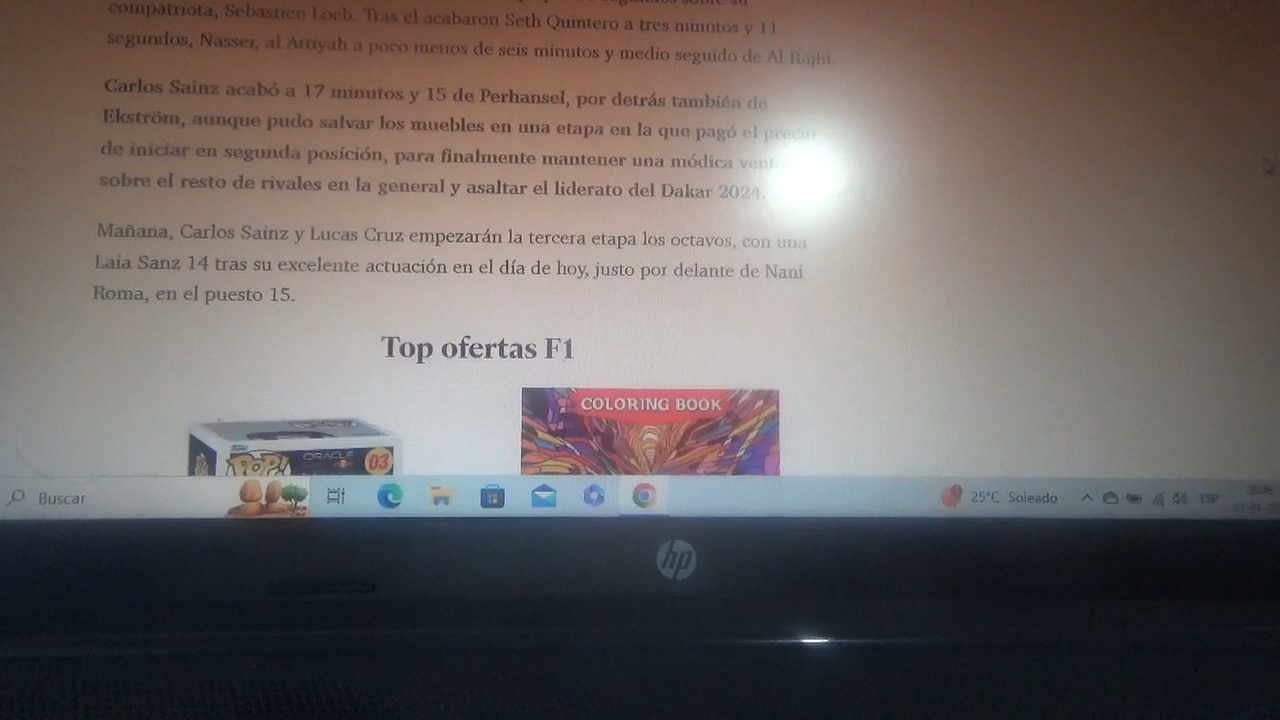 compatriota, Sebastien Loeb. Tras el acabaron Seth Quintero a tres minutos y 11
segundos, Nasser, al Attiyah a poco menos de seis minutos y medio seguido de Al Rajhi.
Carlos Sainz acabó a 17 minutos y 15 de Perhansel, por detrás también de
Ekström, aunque pudo salvar los muebles en una etapa en la que pagó el precio
de iniciar en segunda posición, para finalmente mantener una módica
sobre el resto de rivales en la general y asaltar el liderato del Dakar 2024.
Mañana, Carlos Sainz y Lucas Cruz empezarán la tercera etapa los octavos, con una
Laia Sanz 14 tras su excelente actuación en el día de hoy, justo por delante de Nani
Roma, en el puesto 15.
Top ofertas F1
COLORING BOOK
ORACLE
POP!
03
Buscar
25°C Soleado
ESP
hp